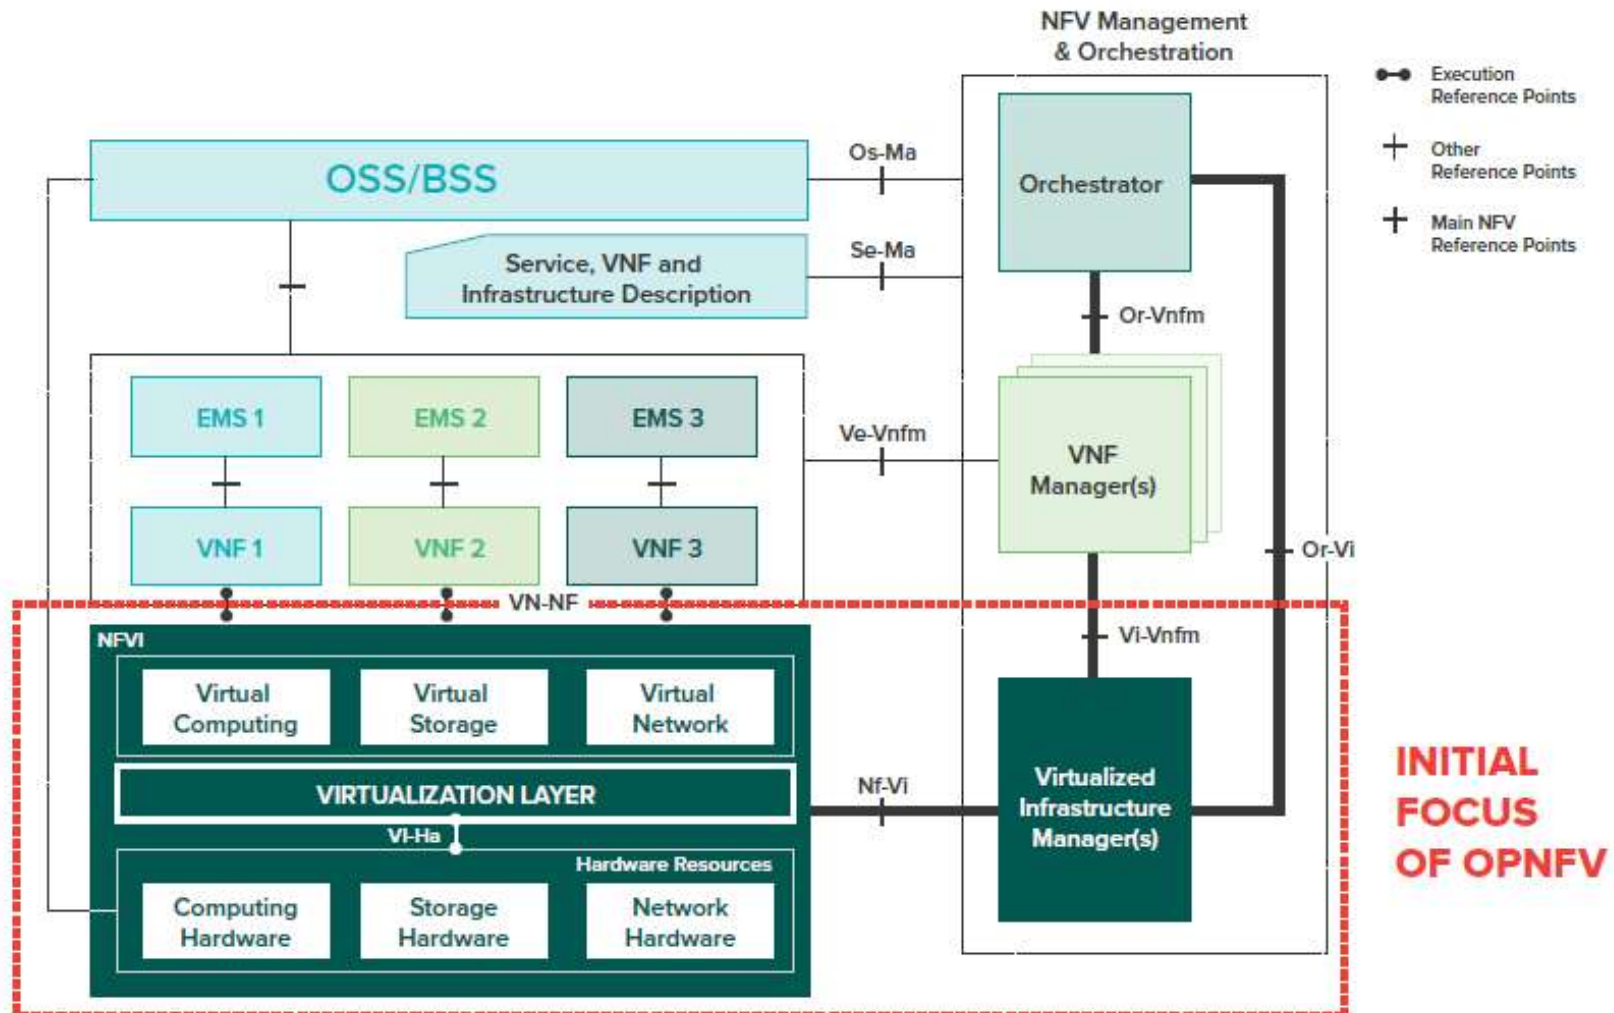 NFV Management
& Orchestration
Execution
Reference Points
Other
Reference Points
Main NFV
Reference Points
OSS/BSS
Os-Ma
Orchestrator
Service, VNF and
Infrastructure Description
Se-Ma
Or-Vnfm
EMS 1
EMS 2
EMS 3
Ve-Vnfm
VNF
Manager(s)
VNF 1
VNF 2
VNF 3
Or-Vi
VN-NF
NFVI
Vi-Vnfm
Virtual
Computing
Virtual
Storage
Virtual
Network
VIRTUALIZATION LAYER
Nf-Vi
Virtualized
Infrastructure
Manager(s)
VI-Ha
Hardware Resources
Computing
Hardware
Storage
Hardware
Network
Hardware
INITIAL
FOCUS
OF OPNFV